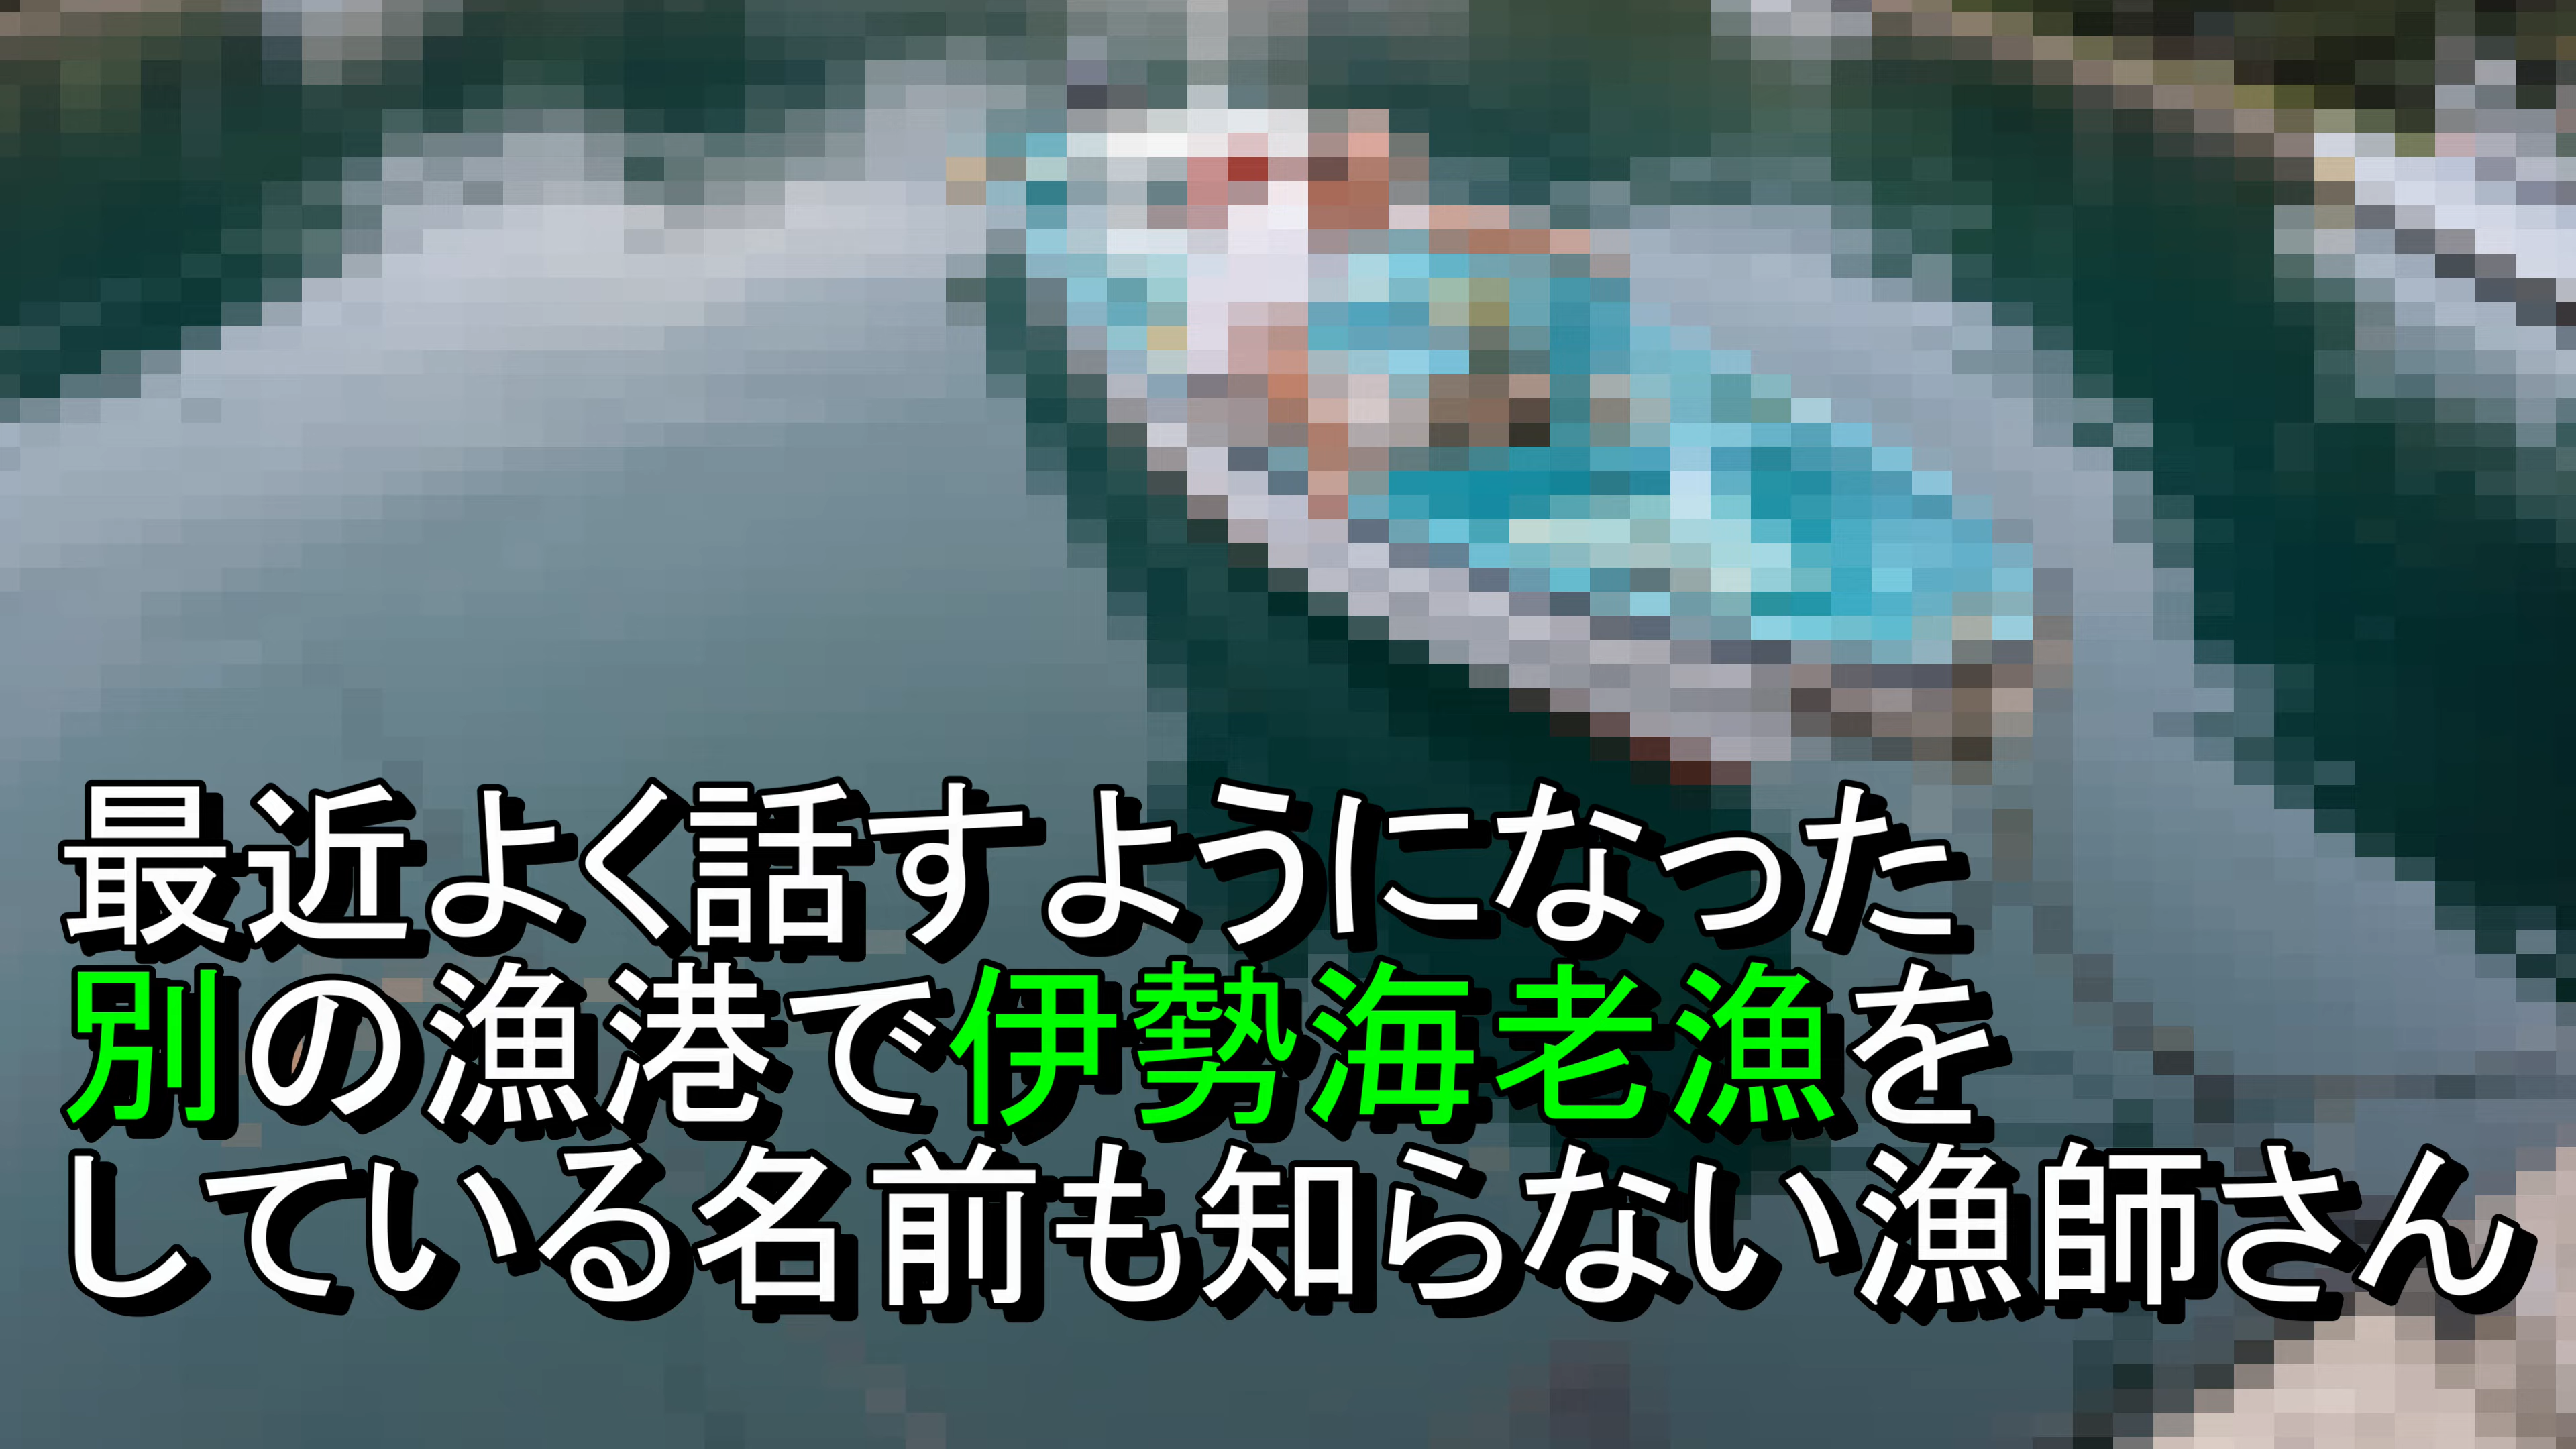 最近よく話すようになった
別の漁港で伊勢海老漁を
している名前も知らない漁師さん